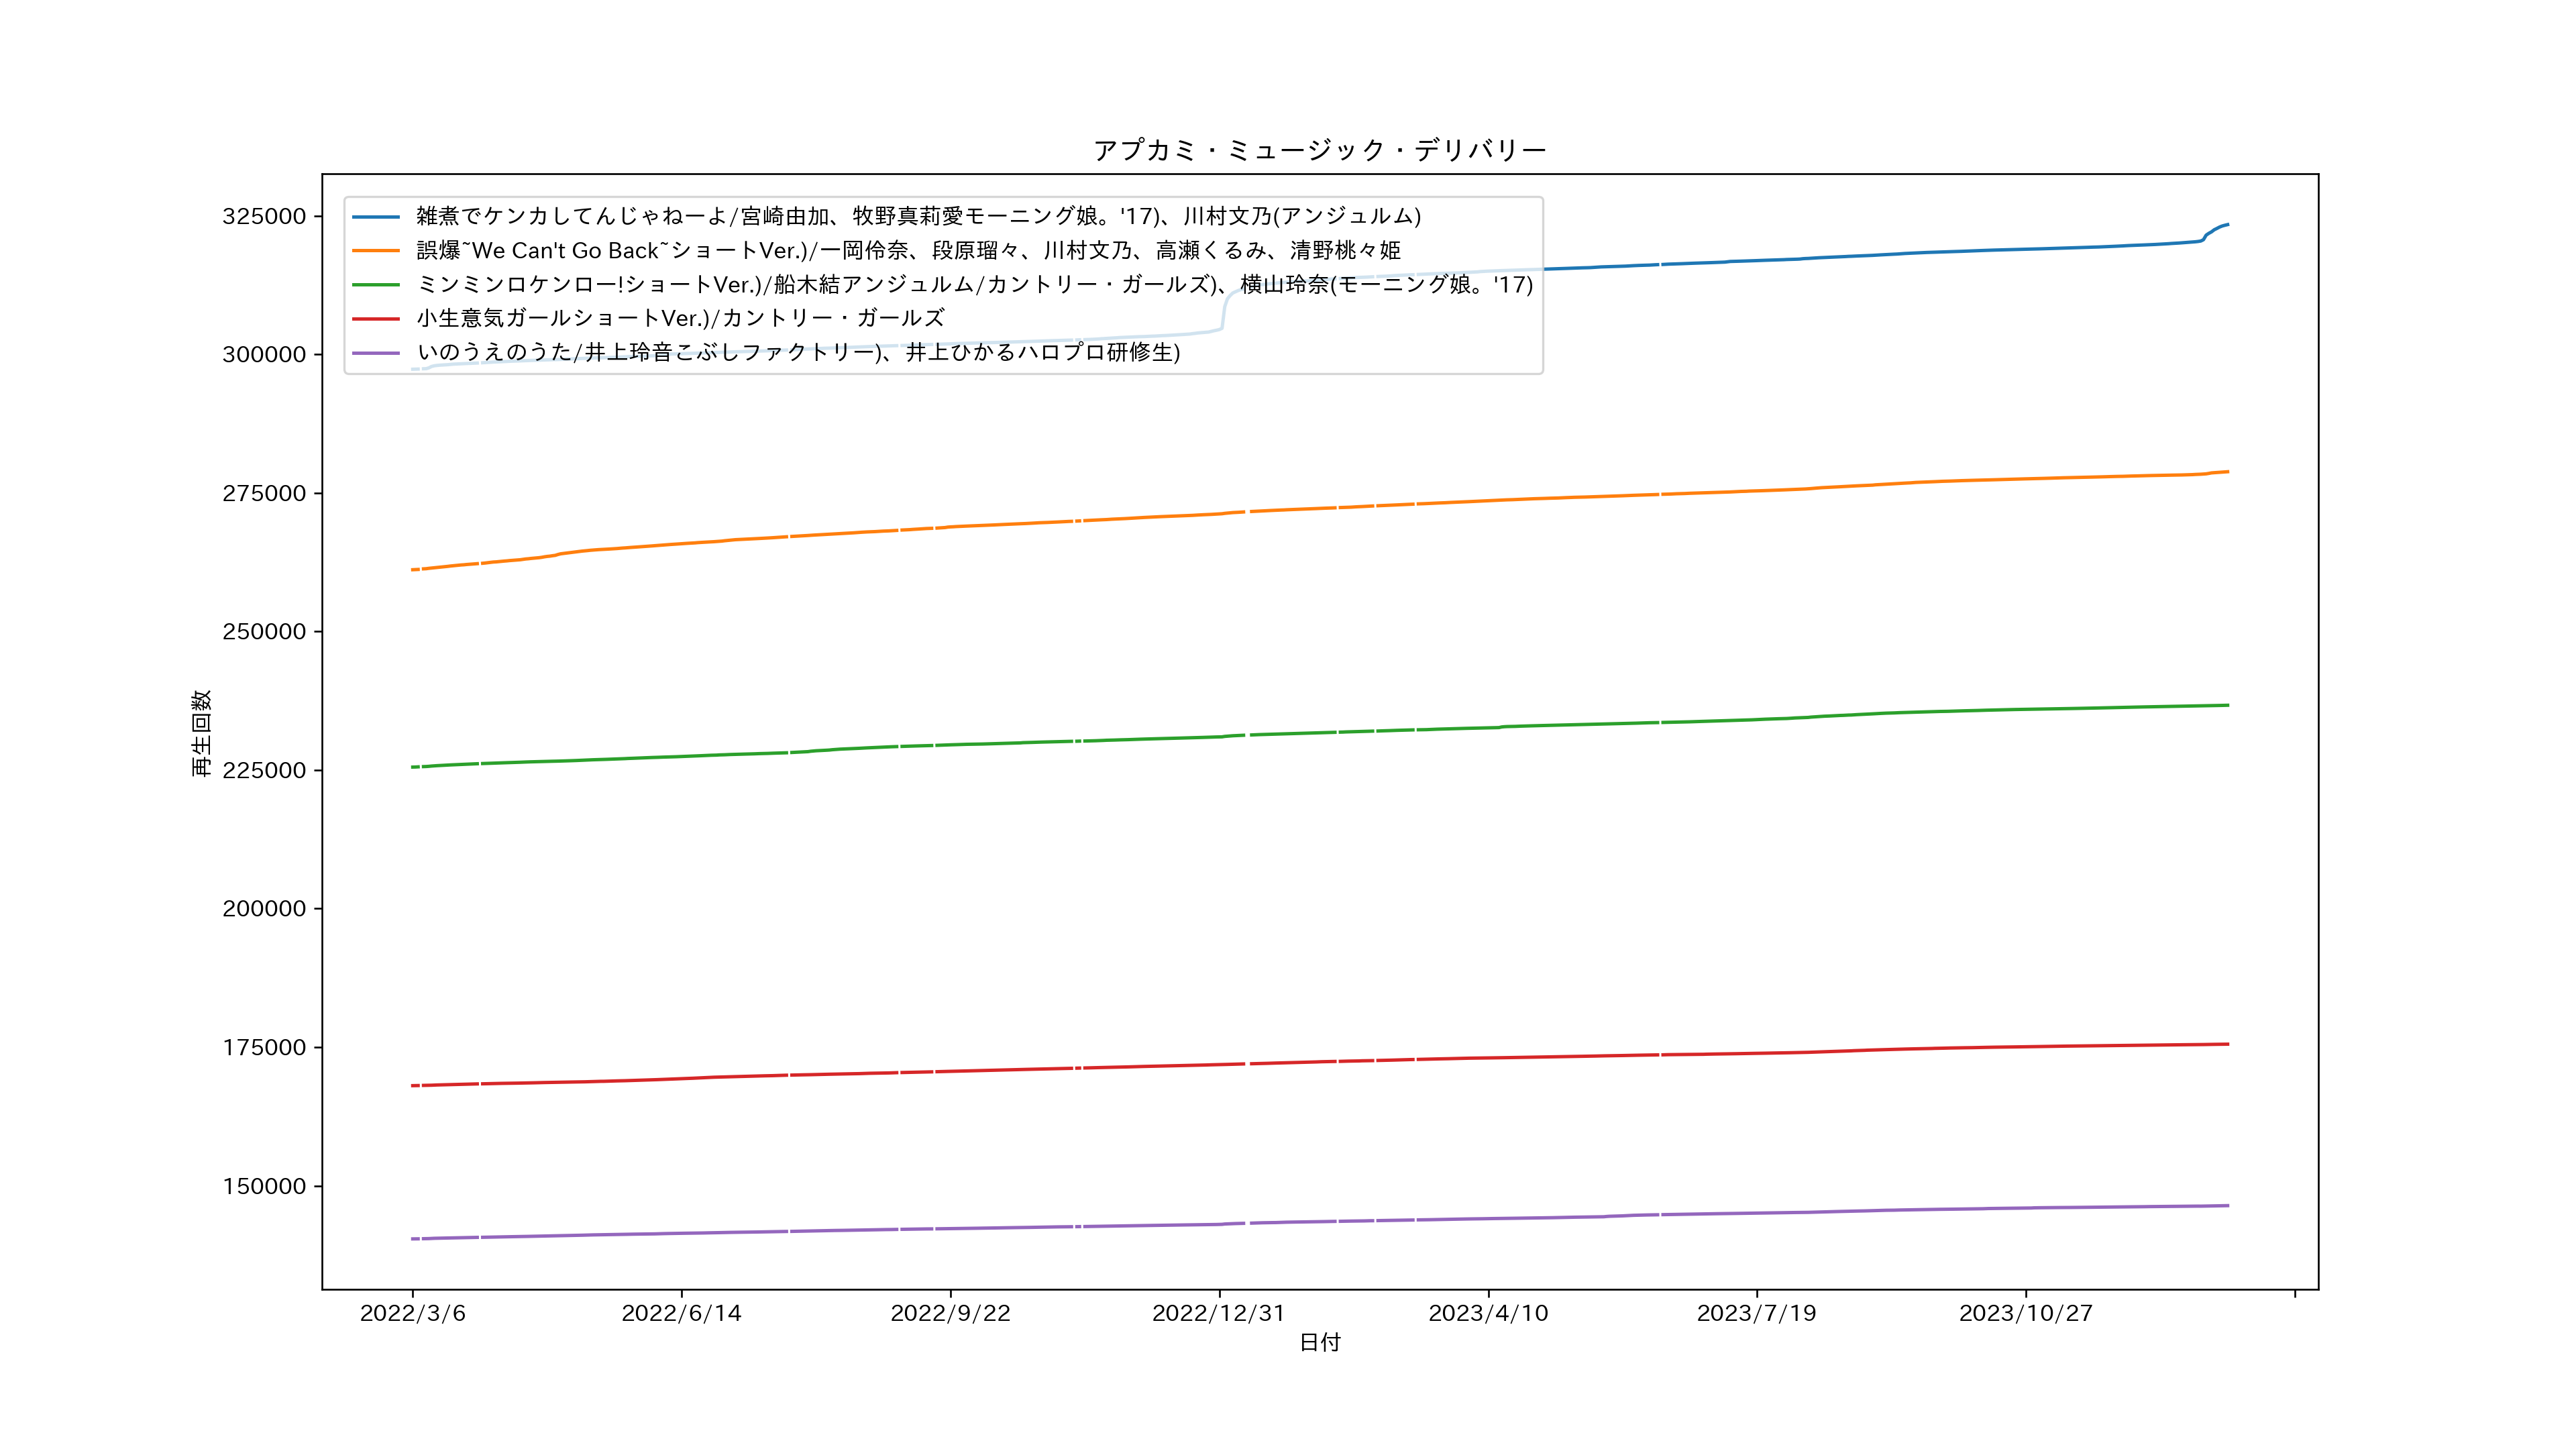 アプカミ・ミュージック・デリバリー
雑煮でケンカしてんじゃねーよ/宮崎由加、牧野真莉愛モーニング娘。'17)、川村文乃(アンジュルム)
誤爆~We Can't Go Back~ショートVer.)/一岡伶奈、段原瑠々、川村文乃、高瀬くるみ、清野桃々姫
ミンミンロケンロー!ショートVer.)/船木結アンジュルム/カントリー・ガールズ)、横山玲奈(モーニング娘。'17)
小生意気ガールショートVer.)/カントリー・ガールズ
いのうえのうた/井上玲音こぶしファクトリー)、井上ひかるハロプロ研修生)
325000
300000
275000
250000
225000
200000
175000
150000
再生回数
2022/3/6
2022/6/14
2022/9/22
2022/12/31
2023/4/10
2023/7/19
2023/10/27
日付